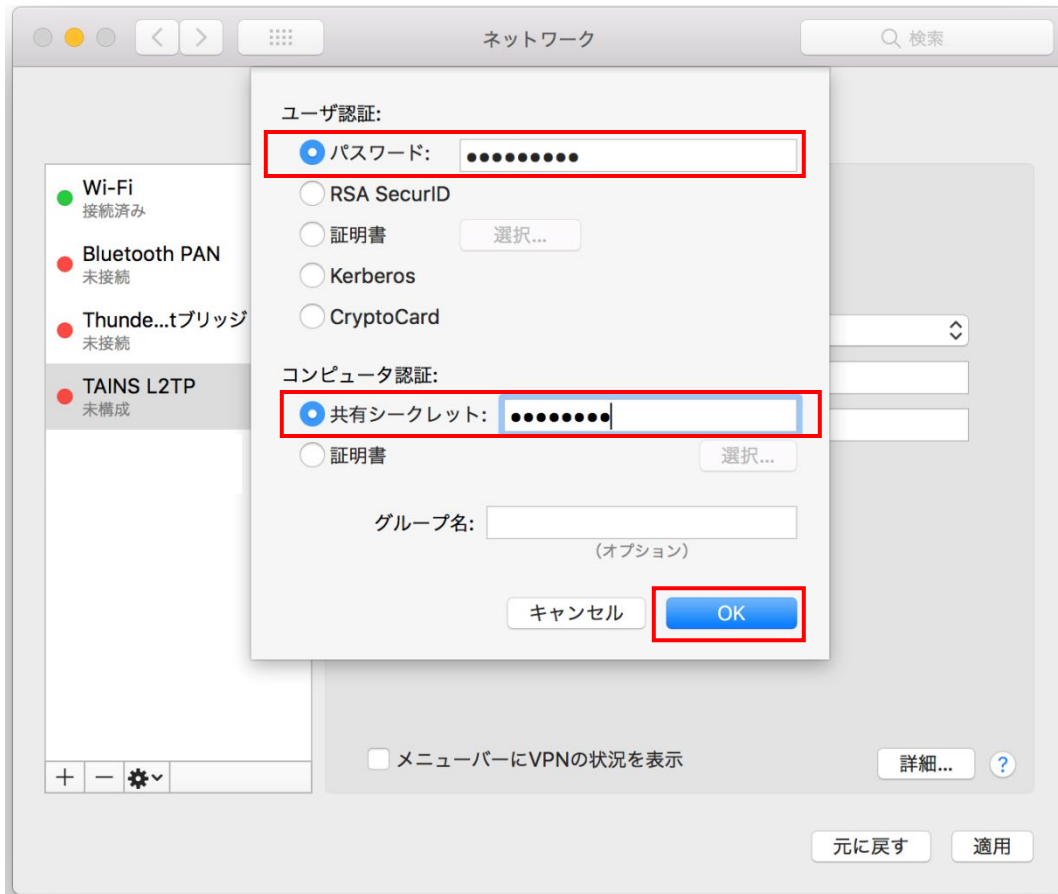 ネットワーク
検索
ユーザ認証:
パスワード: •••••••••
RSA SecurID
証明書 選択...
Kerberos
CryptoCard
コンピュータ認証:
共有シークレット: ••••••••
証明書 選択...
グループ名:
(オプション)
キャンセル OK
Wi-Fi
接続済み
Bluetooth PAN
未接続
Thunde...tブリッジ
未接続
TAINS L2TP
未構成
メニューバーにVPNの状況を表示
詳細... ?
元に戻す 適用